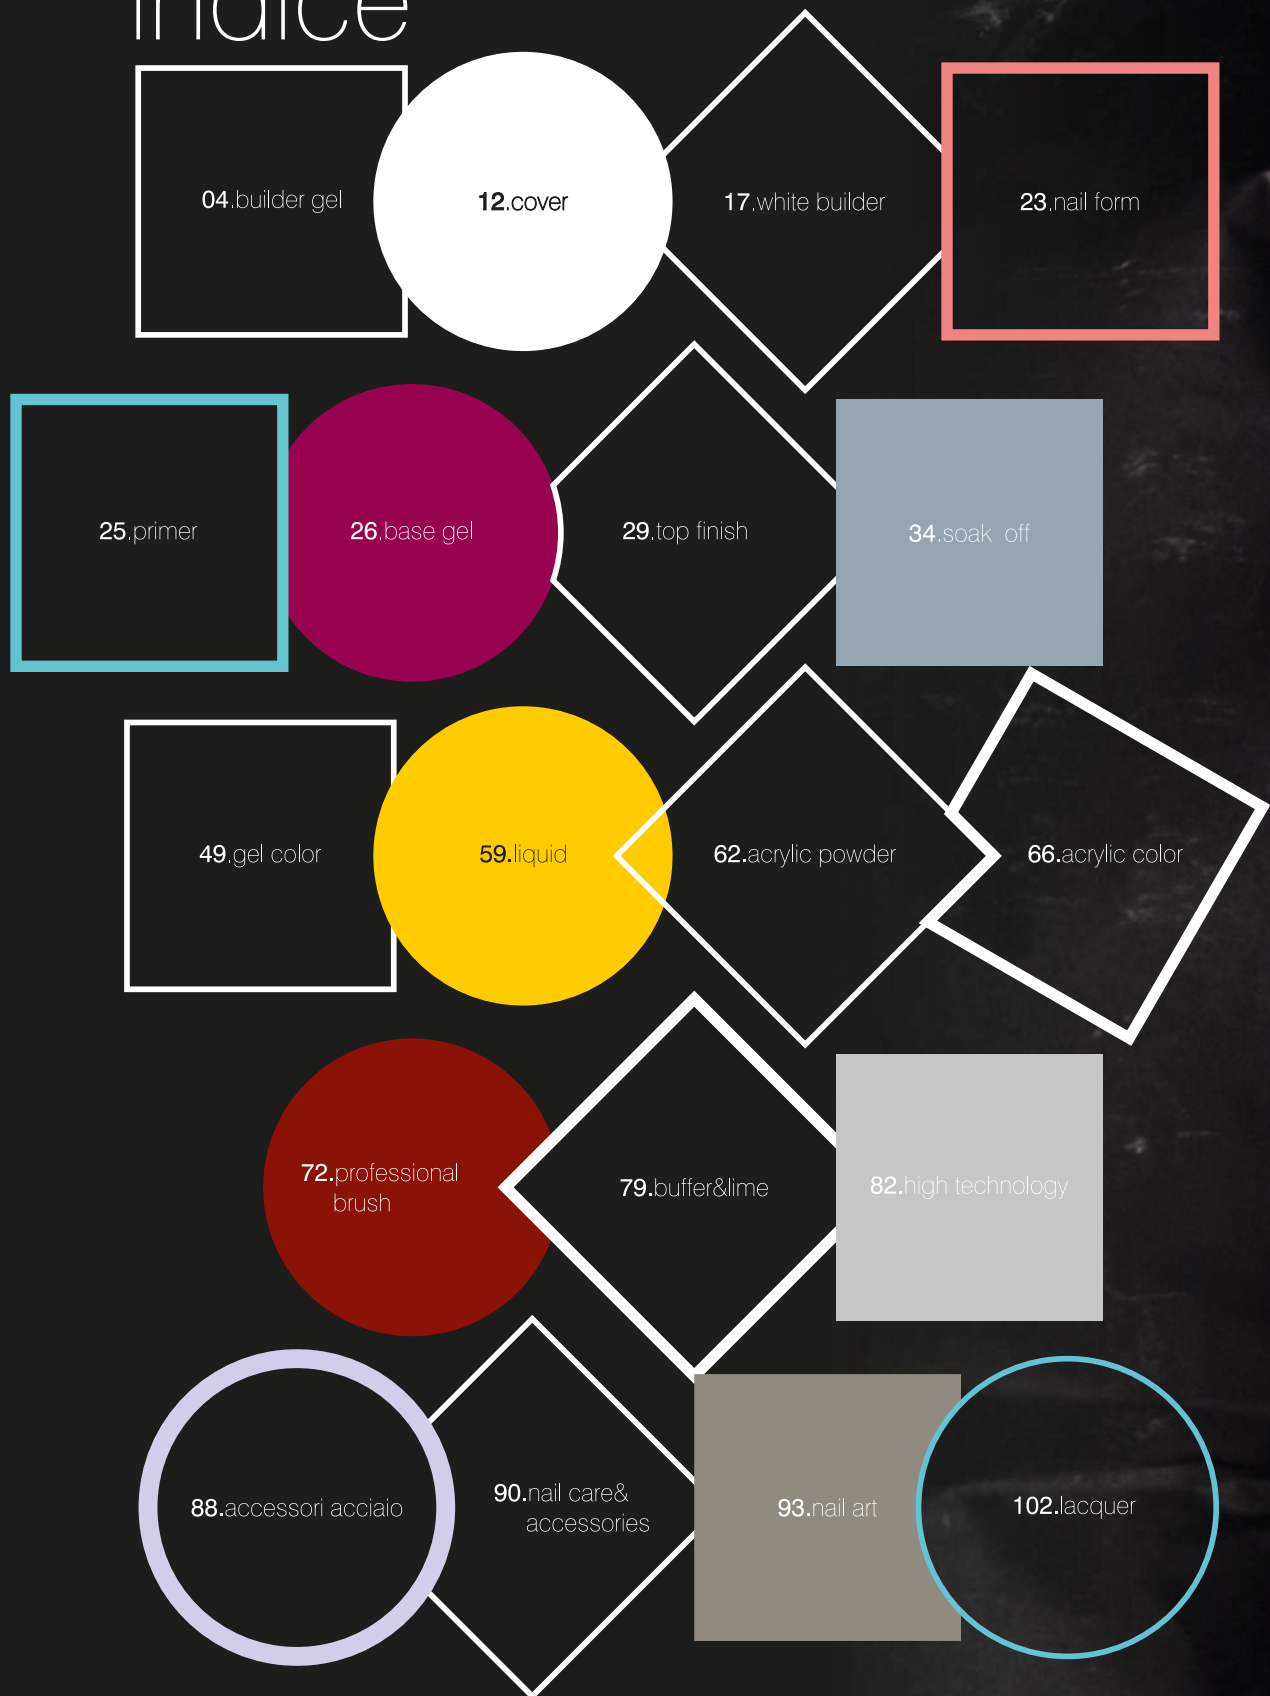 indice
04.builder gel
12.cover
17.white builder
23.nail form
25.primer
26.base gel
29.top finish
34.soak off
49.gel color
59.liquid
62.acrylic powder
66.acrylic color
72.professional
brush
79.buffer&lime
82.high technology
88.accessori acciaio
90.nail care&
accessories
93.nail art
102.lacquer